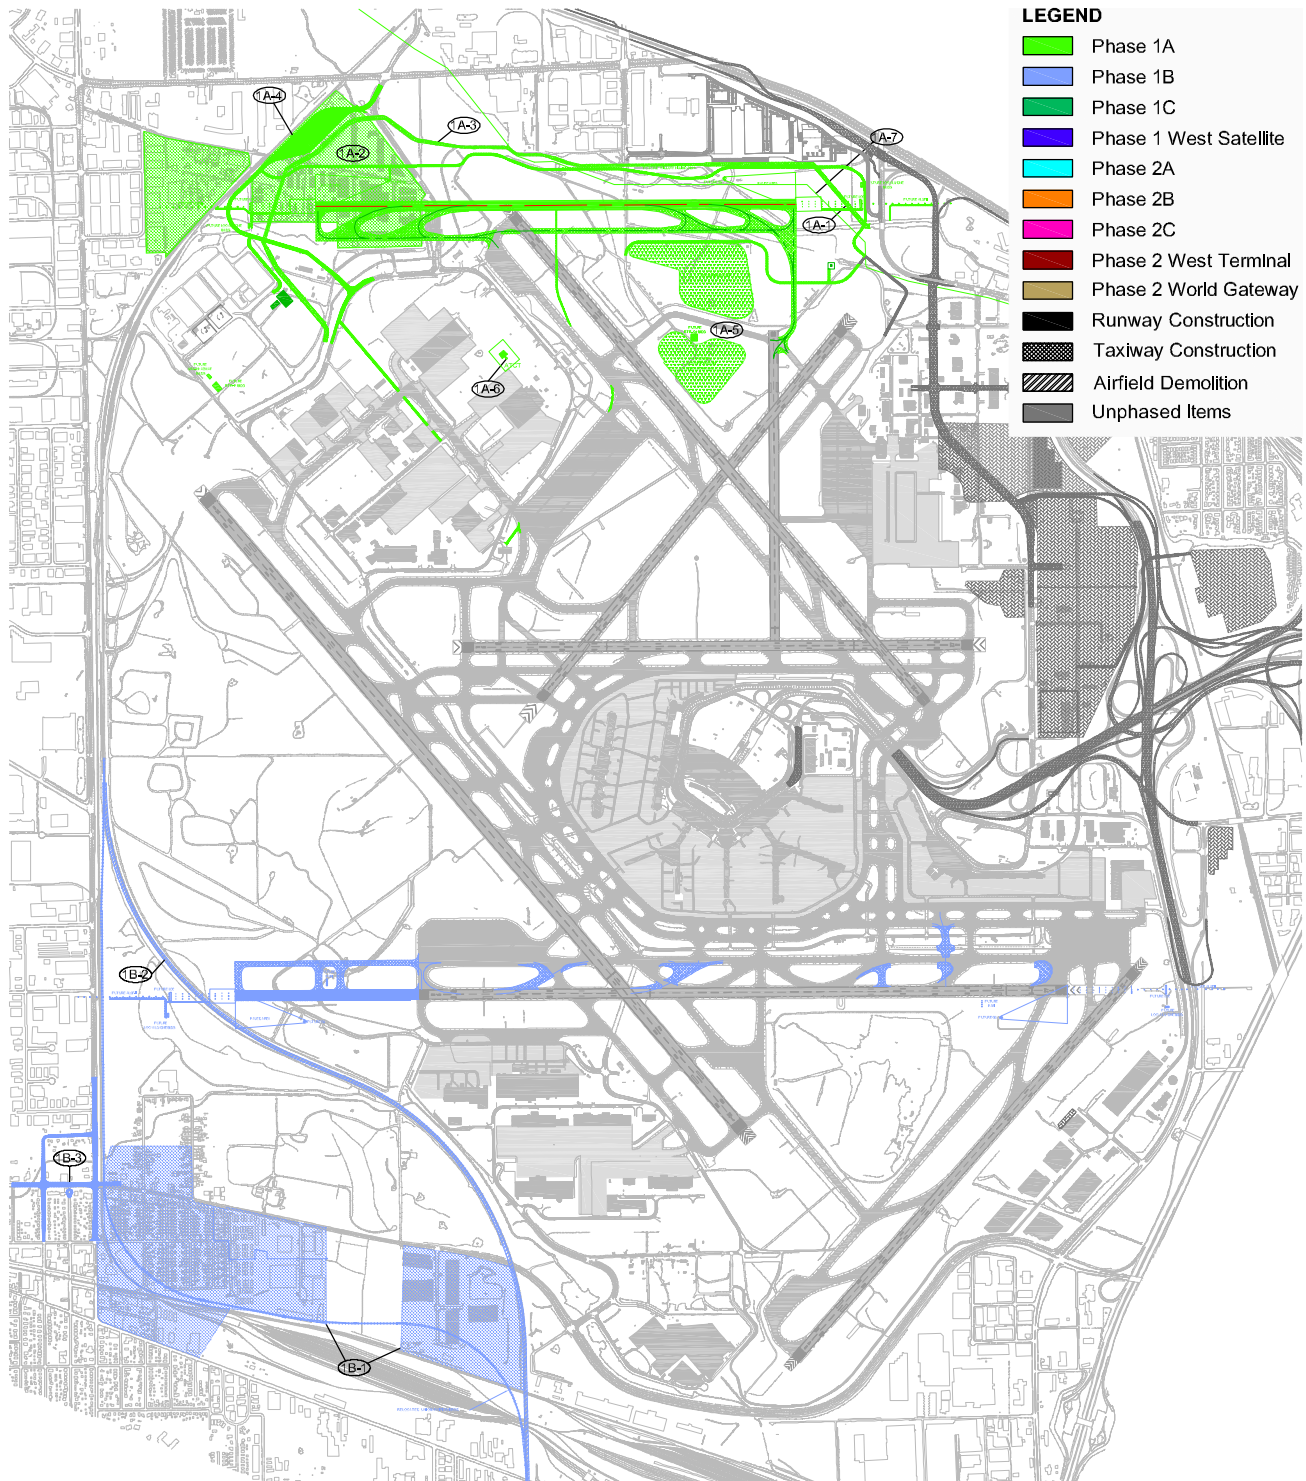 LEGEND
Phase 1A
Phase 1B
Phase 1C
Phase 1 West Satellite
Phase 2A
Phase 2B
Phase 2C
Phase 2 West Terminal
Phase 2 World Gateway
Runway Construction
Taxiway Construction
Airfield Demolition
Unphased Items
1A-4
1A-3
1A-7
1A-2
1A-1
1A-5
1A-6
1B-2
1B-3
1B-1